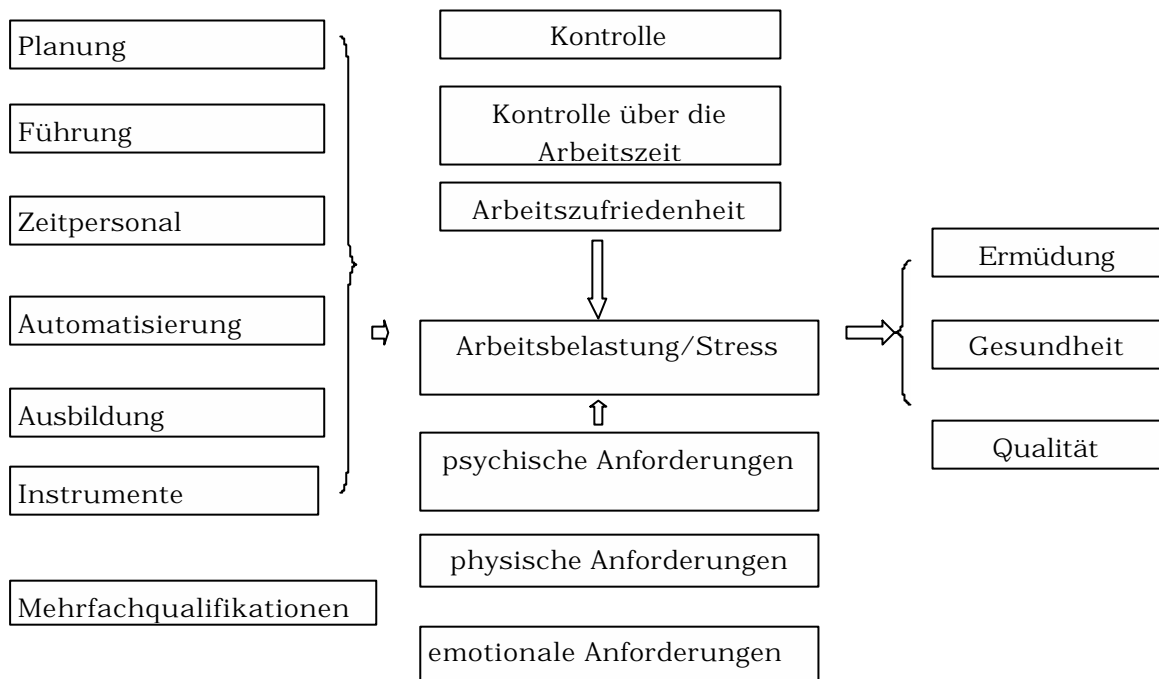 Planung
Führung
Zeitpersonal
Automatisierung
Ausbildung
Instrumente
Mehrfachqualifikationen
Kontrolle
Kontrolle über die
Arbeitszeit
Arbeitszufriedenheit
Arbeitsbelastung/Stress
psychische Anforderungen
physische Anforderungen
emotionale Anforderungen
Ermüdung
Gesundheit
Qualität